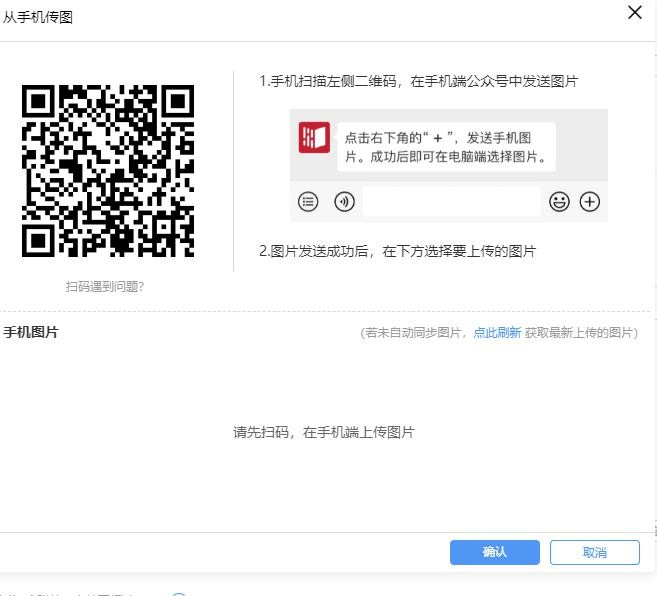 从手机传图
1.手机扫描左侧二维码，在手机端公众号中发送图片
点击右下角的“ + ”，发送手机图
片。成功后即可在电脑端选择图片。
2.图片发送成功后，在下方选择要上传的图片
扫码遇到问题?
手机图片
(若未自动同步图片，点此刷新 获取最新上传的图片)
请先扫码，在手机端上传图片
确认
取消